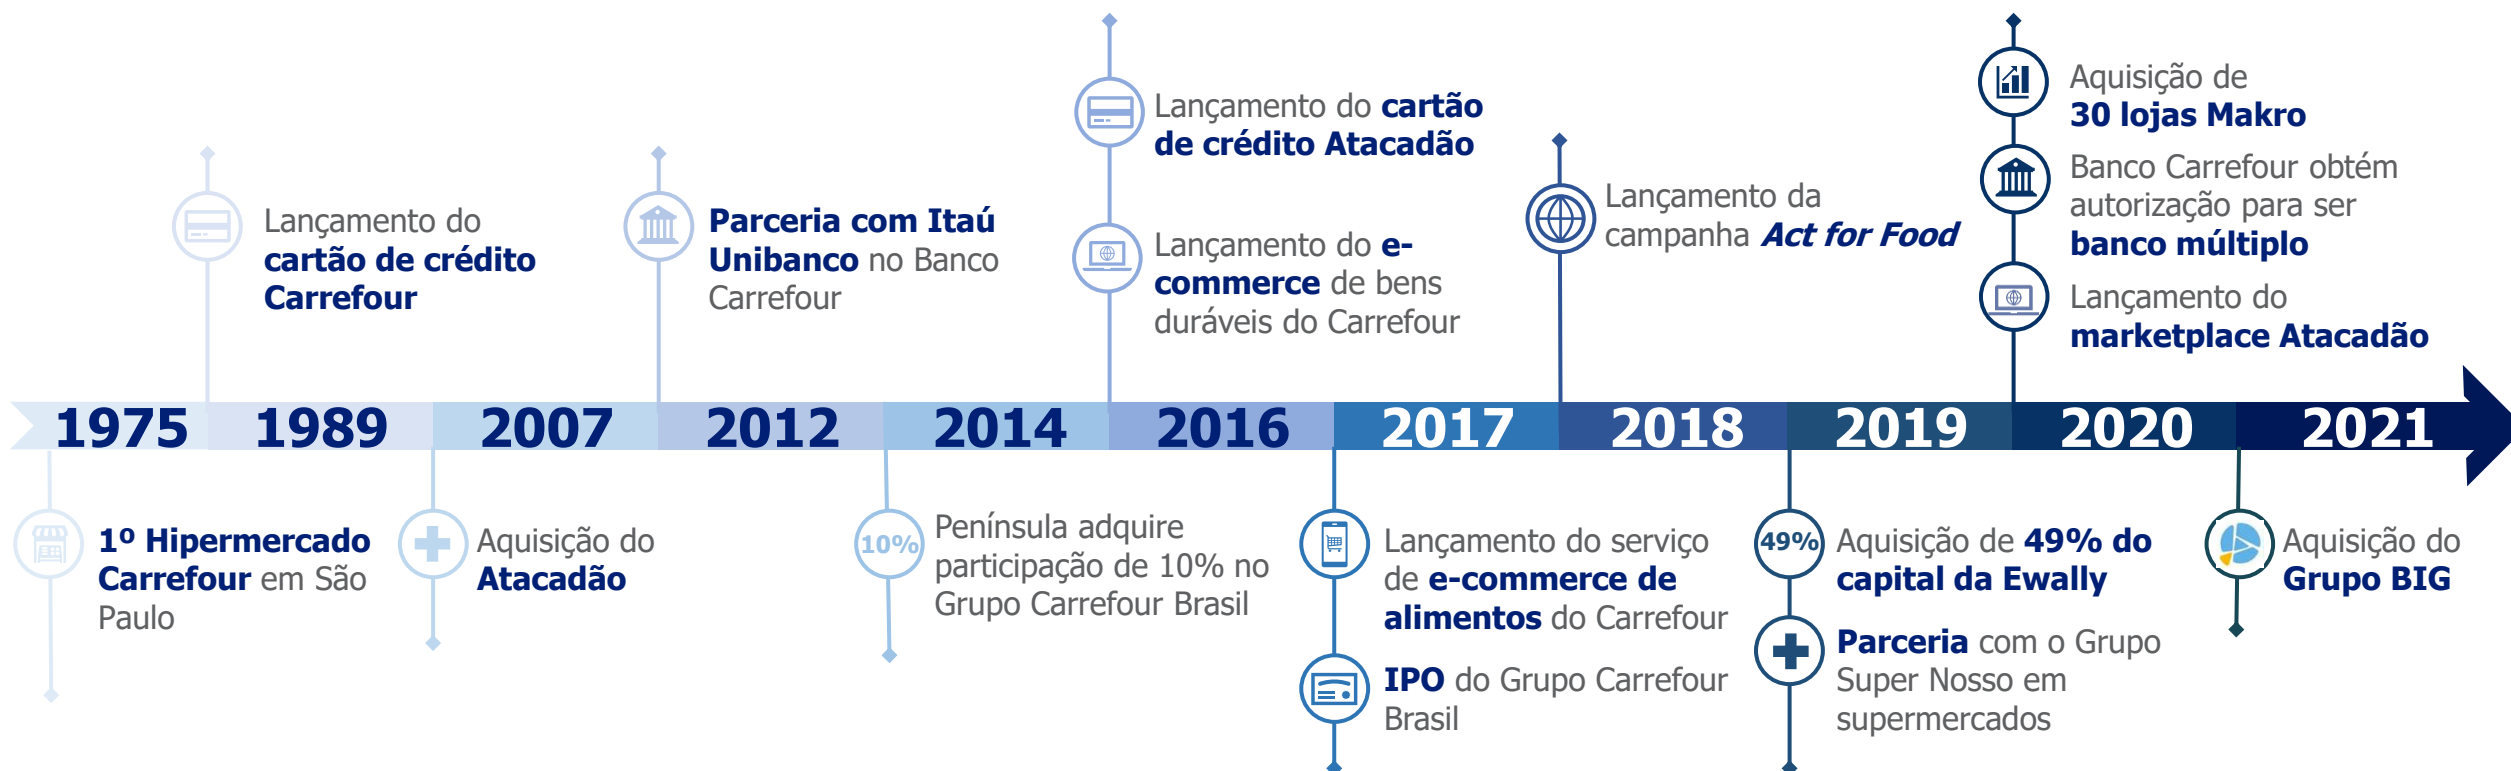 Lançamento do
cartão de crédito
Carrefour
Parceria com Itaú
Unibanco no Banco
Carrefour
Lançamento do cartão
de crédito Atacadão
Lançamento do e-
commerce de bens
duráveis do Carrefour
Lançamento da
campanha Act for Food
Aquisição de
30 lojas Makro
Banco Carrefour obtém
autorização para ser
banco múltiplo
Lançamento do
marketplace Atacadão
1975 1989 2007 2012 2014 2016 2017 2018 2019 2020 2021
1º Hipermercado
Carrefour em São
Paulo
Aquisição do
Atacadão
10%
Península adquire
participação de 10% no
Grupo Carrefour Brasil
Lançamento do serviço
de e-commerce de
alimentos do Carrefour
IPO do Grupo Carrefour
Brasil
49%
Aquisição de 49% do
capital da Ewally
Parceria com o Grupo
Super Nosso em
supermercados
Aquisição do
Grupo BIG